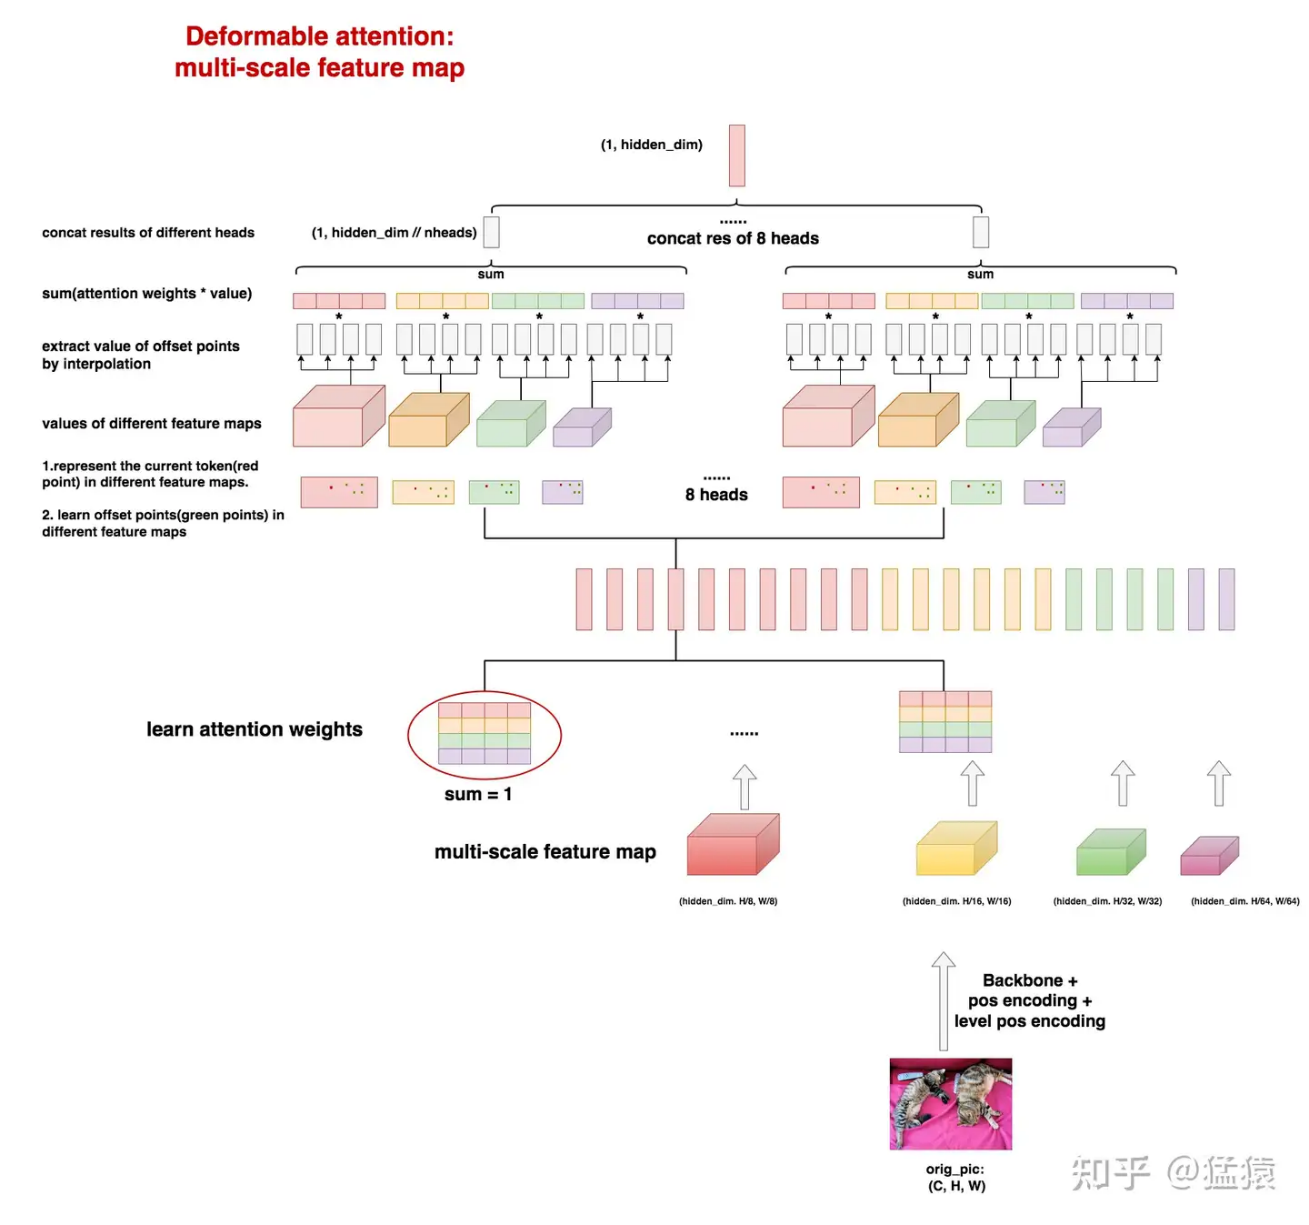 Deformable attention:
multi-scale feature map
(1, hidden_dim)
concat results of different heads
(1, hidden_dim // nheads)
......
concat res of 8 heads
sum
sum
sum(attention weights * value)
* * * *
* * * *
extract value of offset points
by interpolation
values of different feature maps
1.represent the current token(red
point) in different feature maps.
2. learn offset points(green points) in
different feature maps
......
8 heads
learn attention weights
......
sum = 1
multi-scale feature map
(hidden_dim. H/8, W/8)
(hidden_dim. H/16, W/16)
(hidden_dim. H/32, W/32)
(hidden_dim. H/64, W/64)
Backbone +
pos encoding +
level pos encoding
orig_pic:
(C, H, W)
知乎 @猛猿